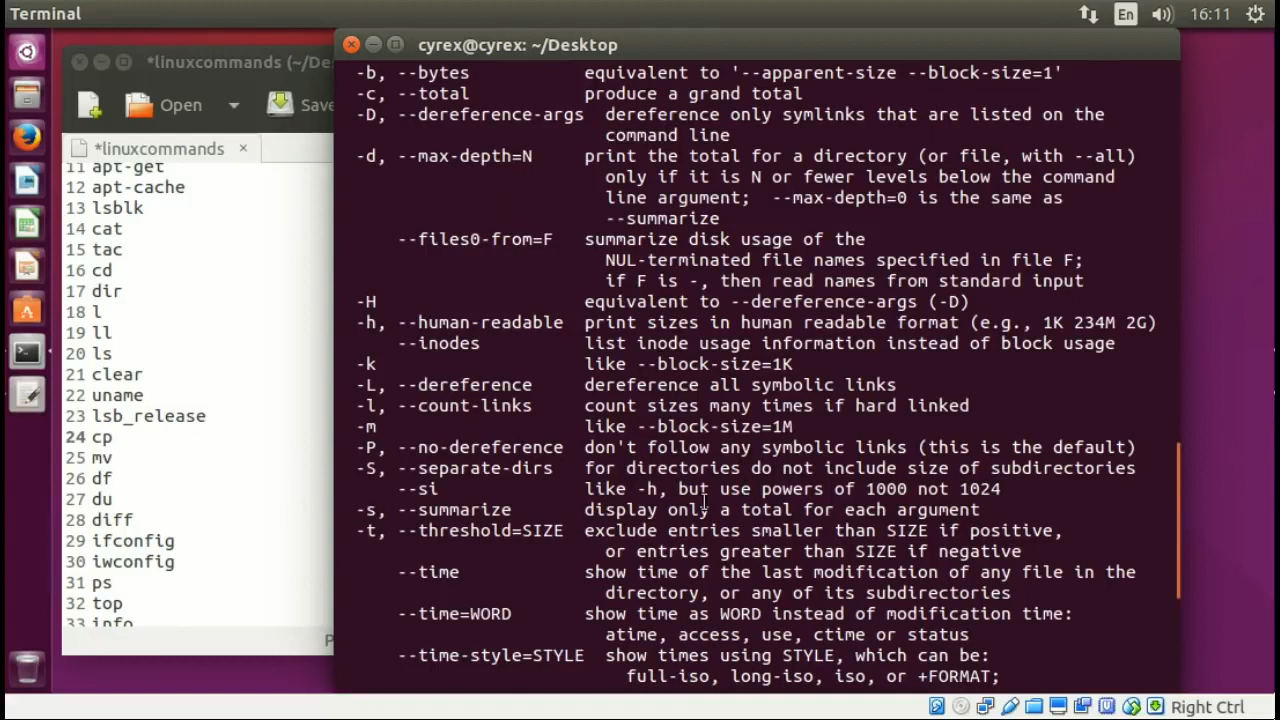 Terminal
En
16:11
*linuxcommands (~/De
Open
Save
*linuxcommands ×
11 apt-get
12 apt-cache
13 lsblk
14 cat
15 tac
16 cd
17 dir
18 l
19 ll
20 ls
21 clear
22 uname
23 lsb_release
24 cp
25 mv
26 df
27 du
28 diff
29 ifconfig
30 iwconfig
31 ps
32 top
33 info
P
cyrex@cyrex: ~/Desktop
-b, --bytes           equivalent to '--apparent-size --block-size=1'
-c, --total           produce a grand total
-D, --dereference-args  dereference only symlinks that are listed on the
                        command line
-d, --max-depth=N     print the total for a directory (or file, with --all)
                        only if it is N or fewer levels below the command
                        line argument;  --max-depth=0 is the same as
                        --summarize
    --files0-from=F   summarize disk usage of the
                        NUL-terminated file names specified in file F;
                        if F is -, then read names from standard input
-H                    equivalent to --dereference-args (-D)
-h, --human-readable  print sizes in human readable format (e.g., 1K 234M 2G)
    --inodes          list inode usage information instead of block usage
-k                    like --block-size=1K
-L, --dereference     dereference all symbolic links
-l, --count-links     count sizes many times if hard linked
-m                    like --block-size=1M
-P, --no-dereference  don't follow any symbolic links (this is the default)
-S, --separate-dirs   for directories do not include size of subdirectories
    --si              like -h, but use powers of 1000 not 1024
-s, --summarize       display only a total for each argument
-t, --threshold=SIZE  exclude entries smaller than SIZE if positive,
                        or entries greater than SIZE if negative
    --time            show time of the last modification of any file in the
                        directory, or any of its subdirectories
    --time=WORD       show time as WORD instead of modification time:
                        atime, access, use, ctime or status
    --time-style=STYLE  show times using STYLE, which can be:
                          full-iso, long-iso, iso, or +FORMAT;
Right Ctrl